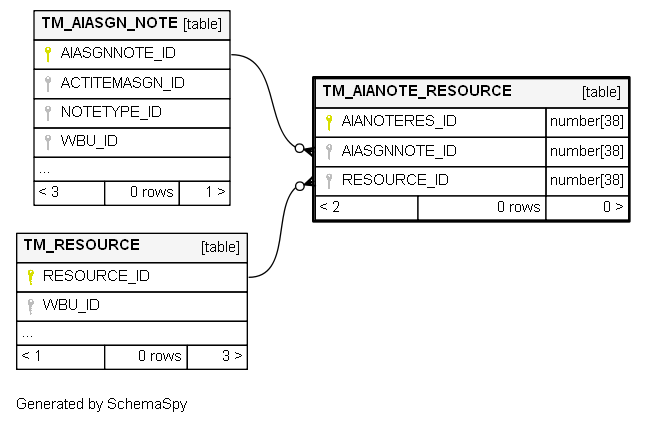 TM_AIASGN_NOTE [table]
AIASGNNOTE_ID
ACTITEMASGN_ID
NOTETYPE_ID
WBU_ID
...
< 3 0 rows 1 >
TM_AIANOTE_RESOURCE [table]
AIANOTERES_ID number[38]
AIASGNNOTE_ID number[38]
RESOURCE_ID number[38]
< 2 0 rows 0 >
TM_RESOURCE [table]
RESOURCE_ID
WBU_ID
...
< 1 0 rows 3 >
Generated by SchemaSpy